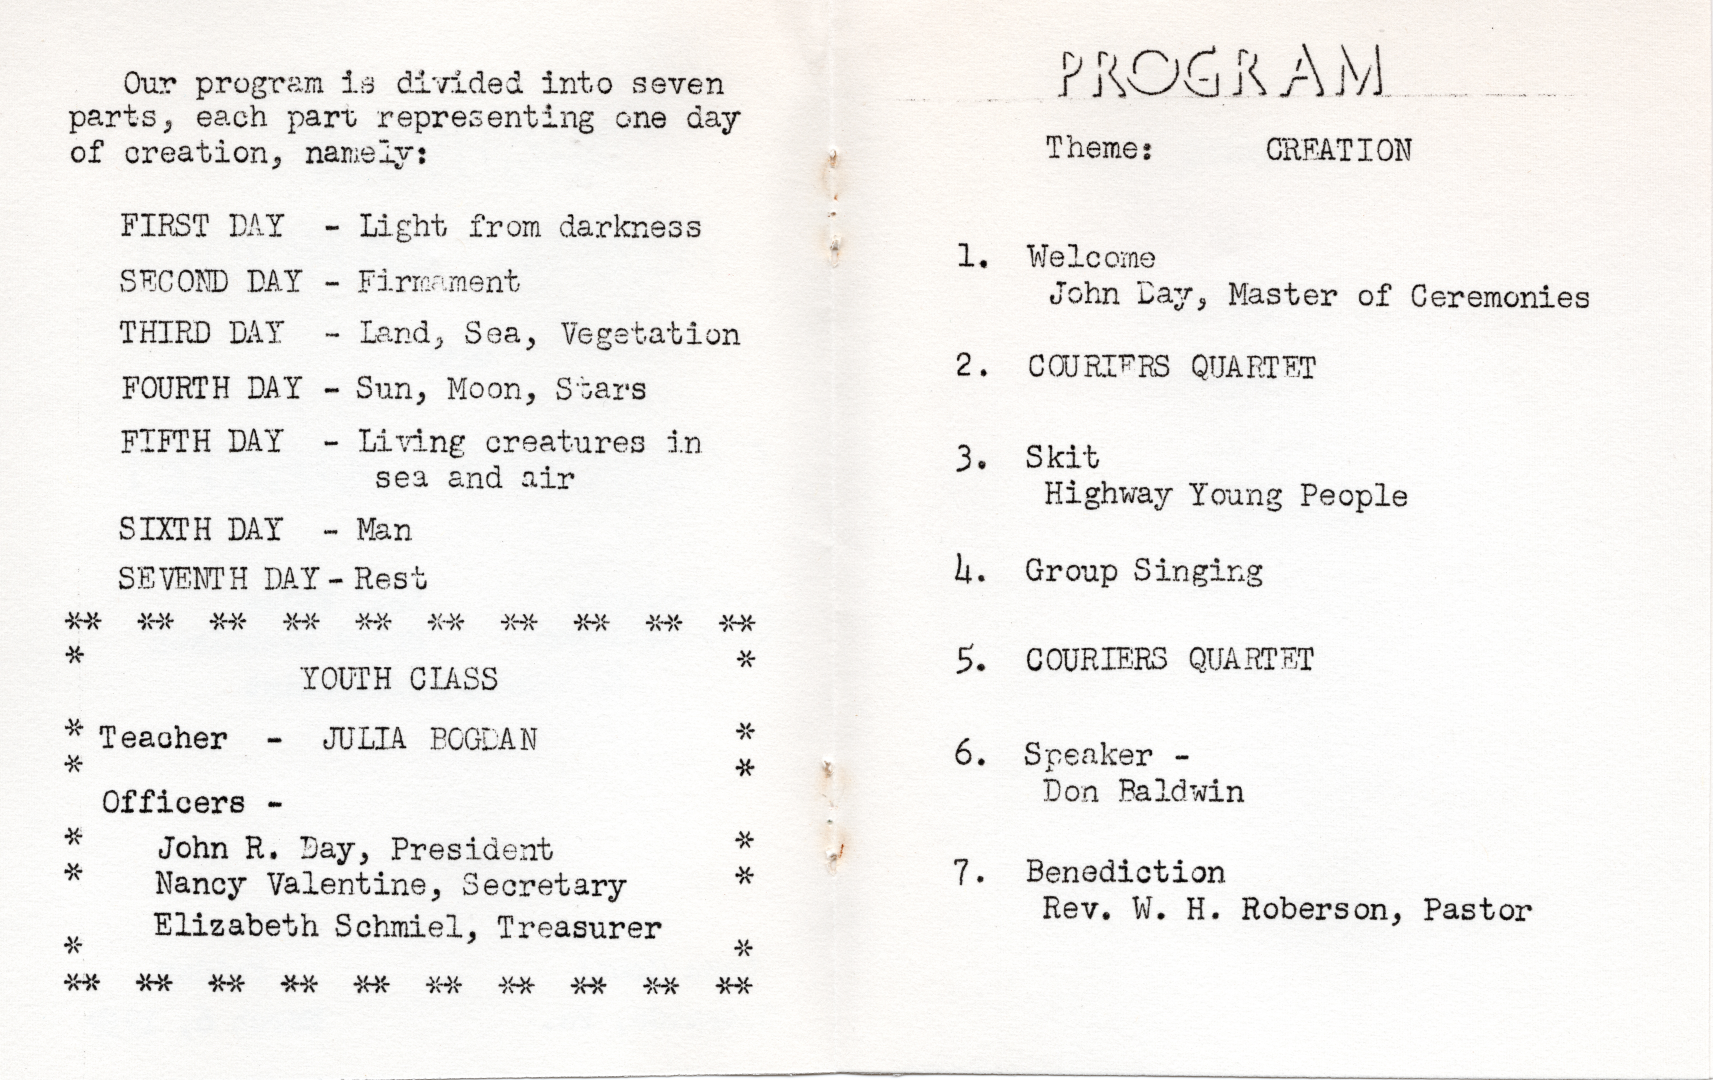 Our program is divided into seven
parts, each part representing one day
of creation, namely:
FIRST DAY - Light from darkness
SECOND DAY - Firmament
THIRD DAY - Land, Sea, Vegetation
FOURTH DAY - Sun, Moon, Stars
FIFTH DAY - Living creatures in
sea and air
SIXTH DAY - Man
SEVENTH DAY - Rest
** ** ** ** ** ** ** ** ** **
* *
YOUTH CLASS
* Teacher - JULIA BOGDAN *
* *
Officers -
* John R. Day, President *
* Nancy Valentine, Secretary *
Elizabeth Schmiel, Treasurer
* *
** ** ** ** ** ** ** ** ** **
PROGRAM
Theme: CREATION
1. Welcome
John Day, Master of Ceremonies
2. COURIERS QUARTET
3. Skit
Highway Young People
4. Group Singing
5. COURIERS QUARTET
6. Speaker -
Don Baldwin
7. Benediction
Rev. W. H. Roberson, Pastor